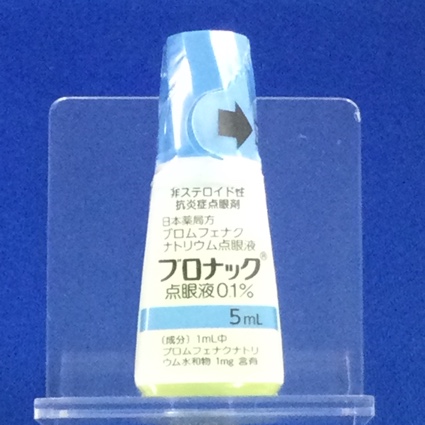 非ステロイド性
抗炎症点眼剤
日本薬局方
ブロムフェナク
ナトリウム点眼液
ブロナック®
点眼液0.1%
5mL
(成分) 1mL中
ブロムフェナクナトリ
ウム水和物 1mg 含有